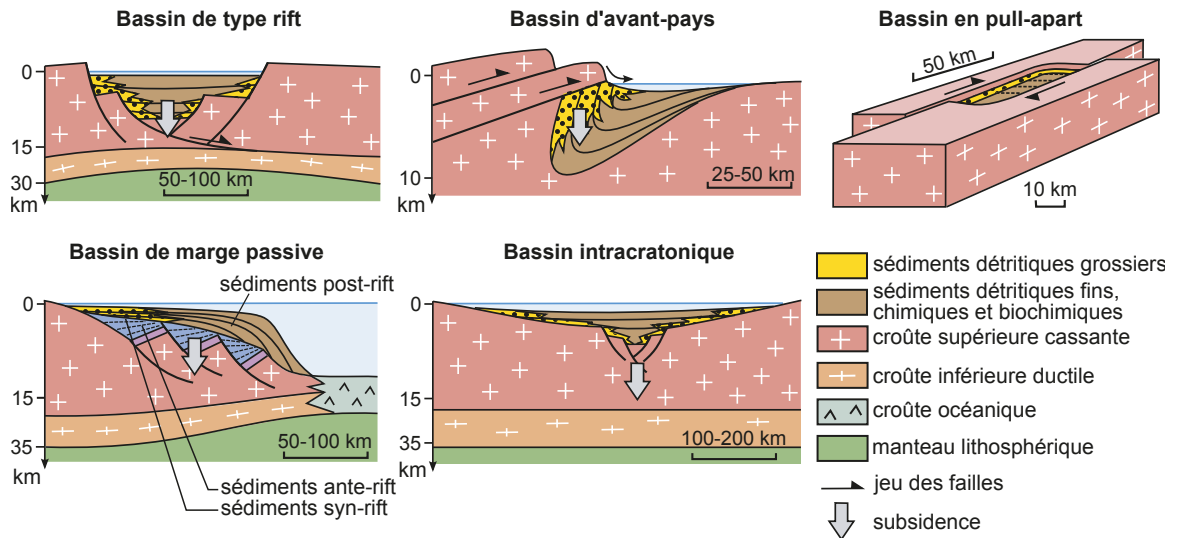 Bassin de type rift
0
15
30
km
50-100 km
Bassin d'avant-pays
0
10
km
25-50 km
Bassin en pull-apart
50 km
10 km
Bassin de marge passive
sédiments post-rift
0
15
35
km
50-100 km
sédiments ante-rift
sédiments syn-rift
Bassin intracratonique
0
15
35
km
100-200 km
sédiments détritiques grossiers
sédiments détritiques fins,
chimiques et biochimiques
croûte supérieure cassante
croûte inférieure ductile
croûte océanique
manteau lithosphérique
jeu des failles
subsidence